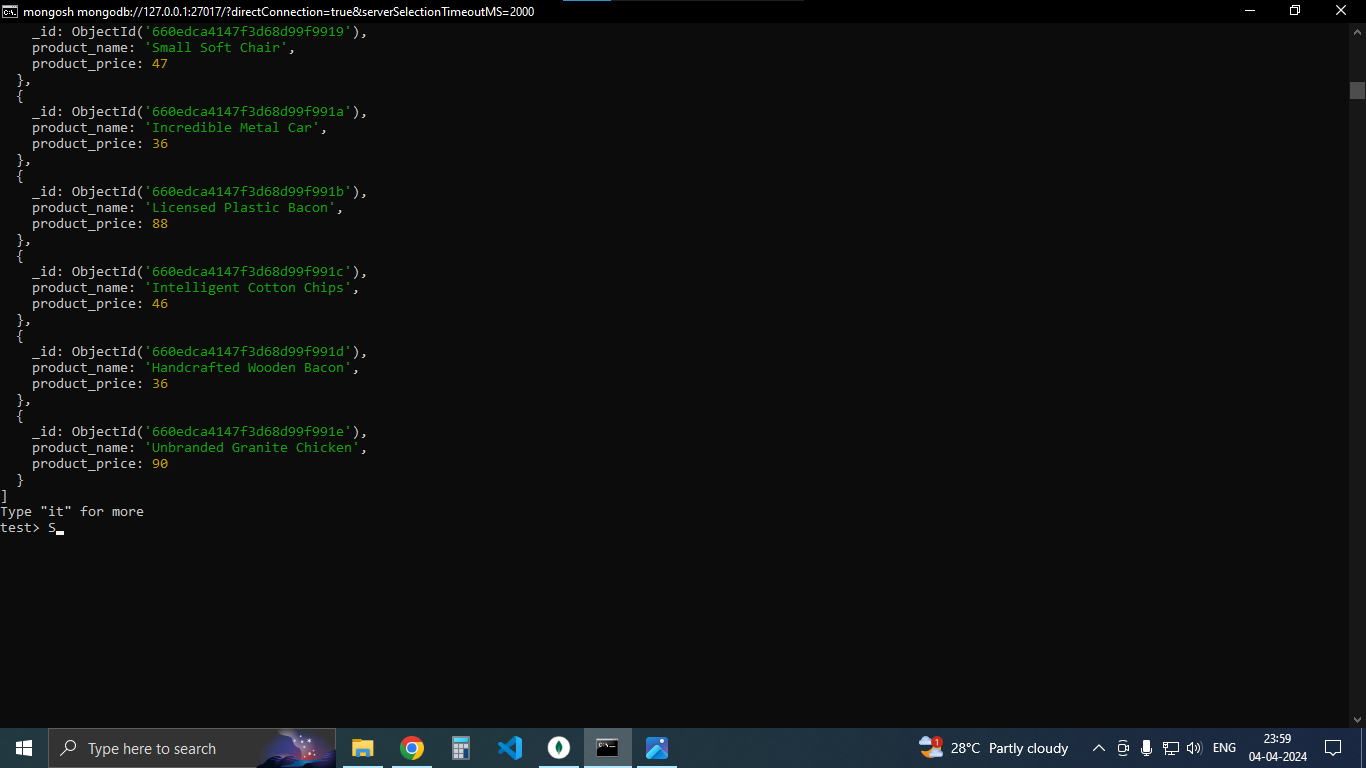 mongosh mongodb://127.0.0.1:27017/?directConnection=true&serverSelectionTimeoutMS=2000
_id: ObjectId('660edca4147f3d68d99f9919'),
product_name: 'Small Soft Chair',
product_price: 47
},
{
_id: ObjectId('660edca4147f3d68d99f991a'),
product_name: 'Incredible Metal Car',
product_price: 36
},
{
_id: ObjectId('660edca4147f3d68d99f991b'),
product_name: 'Licensed Plastic Bacon',
product_price: 88
},
{
_id: ObjectId('660edca4147f3d68d99f991c'),
product_name: 'Intelligent Cotton Chips',
product_price: 46
},
{
_id: ObjectId('660edca4147f3d68d99f991d'),
product_name: 'Handcrafted Wooden Bacon',
product_price: 36
},
{
_id: ObjectId('660edca4147f3d68d99f991e'),
product_name: 'Unbranded Granite Chicken',
product_price: 90
}
]
Type "it" for more
test> S
Type here to search
1
28°C Partly cloudy
ENG
23:59
04-04-2024